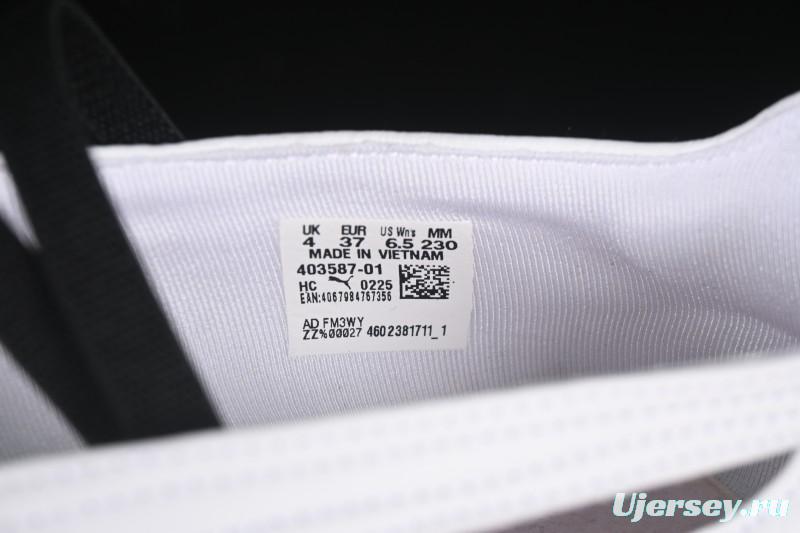 UK EUR US Wn's MM
4 37 6.5 230
MADE IN VIETNAM
403587-01
HC 0225
EAN:4067984767356
AD FM3WY
ZZ%00027 4602381711_1
Ujersey.ru